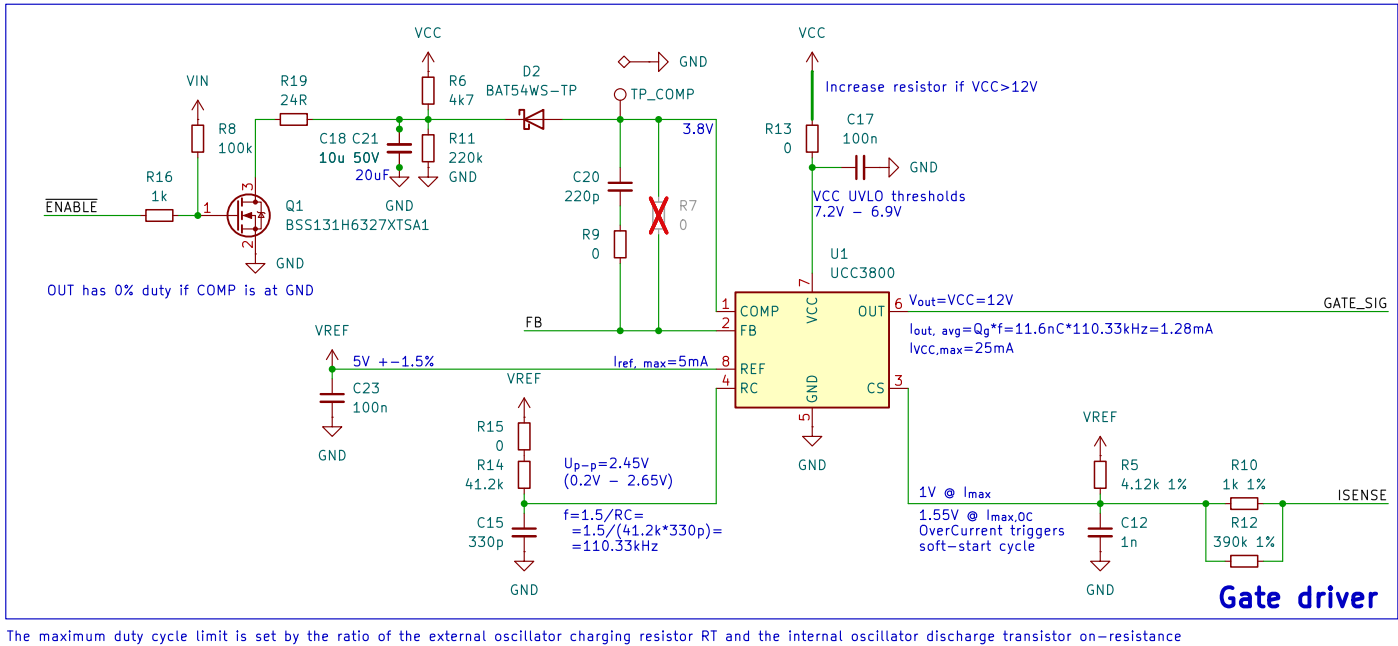 VCC
VCC
D2
BAT54WS-TP
GND
VIN
R19
24R
R6
4k7
TP_COMP
Increase resistor if VCC>12V
R8
100k
C18 C21
10u 50V
20uF
R11
220k
GND
3.8V
R13
0
C17
100n
GND
R16
1k
C20
220p
R7
0
VCC UVLO thresholds
7.2V - 6.9V
ENABLE
1
3
2
Q1
BSS131H6327XTSA1
GND
GND
R9
0
U1
UCC3800
OUT has 0% duty if COMP is at GND
7
1
COMP
VCC
OUT
6
Vout=VCC=12V
GATE_SIG
FB
2
FB
Iout, avg=Qg*f=11.6nC*110.33kHz=1.28mA
IVCC,max=25mA
VREF
5V +-1.5%
Iref, max=5mA
8
REF
VREF
4
RC
GND
CS
3
5
C23
100n
GND
R15
0
R14
41.2k
Up-p=2.45V
(0.2V - 2.65V)
GND
VREF
R5
4.12k 1%
R10
1k 1%
1V @ Imax
ISENSE
C15
330p
f=1.5/RC=
=1.5/(41.2k*330p)=
=110.33kHz
1.55V @ Imax,OC
OverCurrent triggers
soft-start cycle
C12
1n
R12
390k 1%
GND
GND
Gate driver
The maximum duty cycle limit is set by the ratio of the external oscillator charging resistor RT and the internal oscillator discharge transistor on-resistance